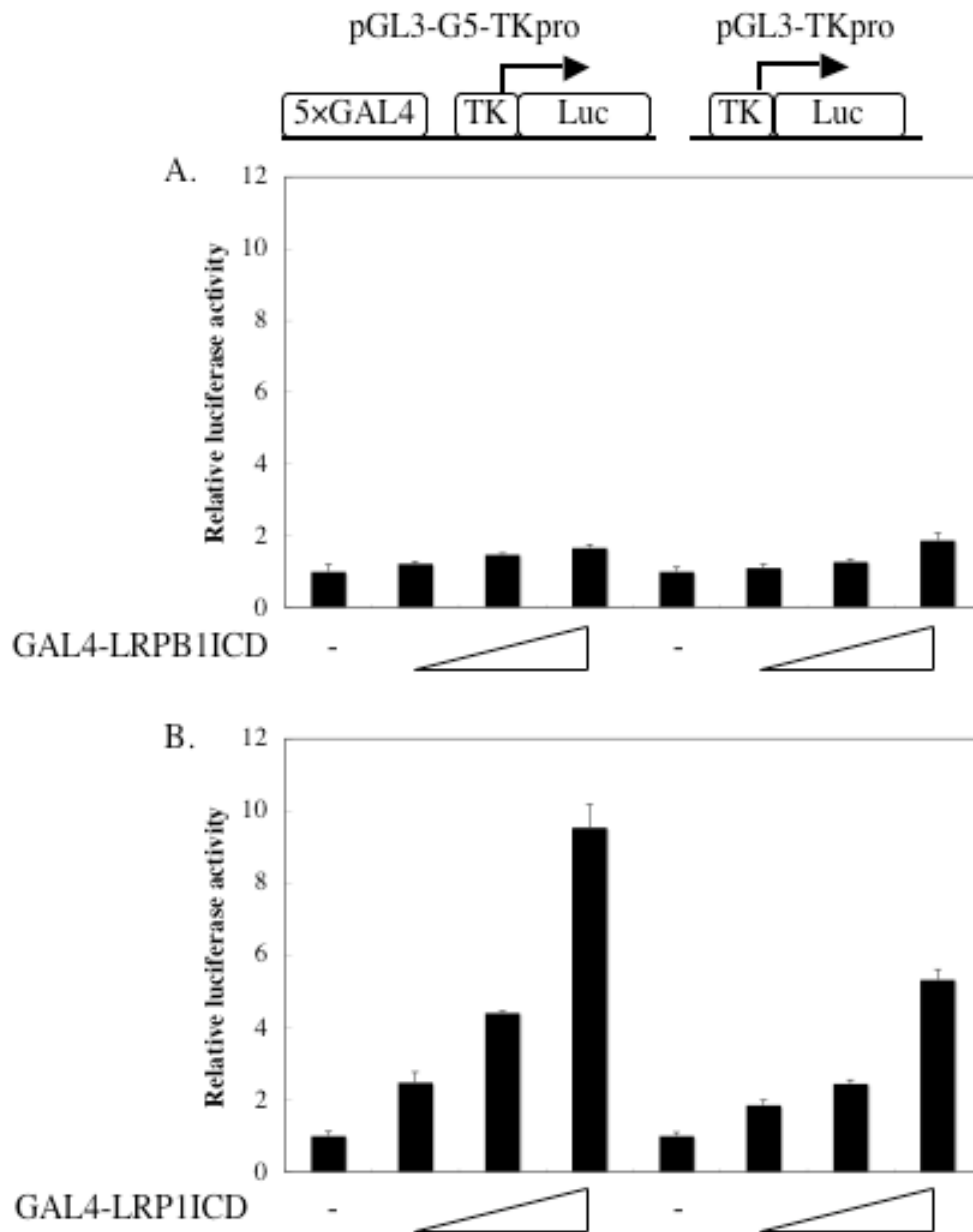 pGL3-G5-TKpro pGL3-TKpro
5×GAL4 TK Luc TK Luc
A.
12
10
8
6
4
2
0
Relative luciferase activity
GAL4-LRPB1ICD - -
B.
12
10
8
6
4
2
0
Relative luciferase activity
GAL4-LRP1ICD - -